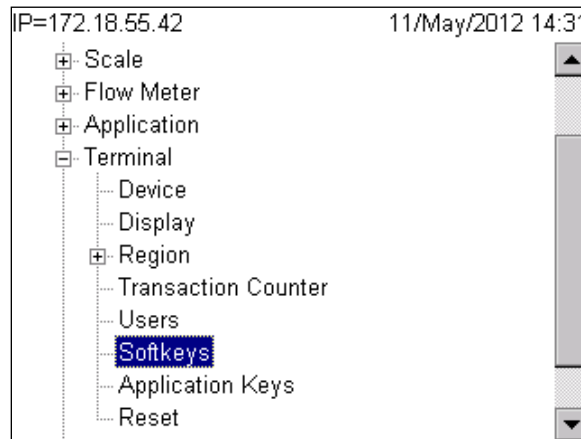 IP=172.18.55.42 11/May/2012 14:31
Scale
Flow Meter
Application
Terminal
Device
Display
Region
Transaction Counter
Users
Softkeys
Application Keys
Reset